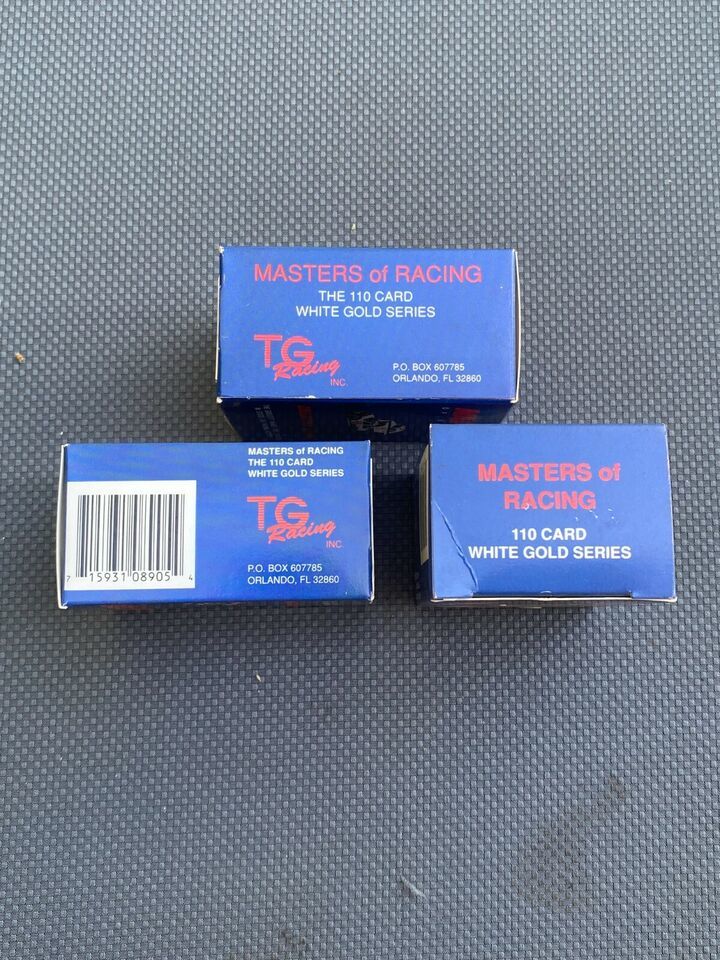 MASTERS of RACING
THE 110 CARD
WHITE GOLD SERIES
TG
Racing
INC.
P.O. BOX 607785
ORLANDO, FL 32860
MASTERS of RACING
THE 110 CARD
WHITE GOLD SERIES
TG
Racing
INC.
P.O. BOX 607785
ORLANDO, FL 32860
7 15931 08905 4
MASTERS of
RACING
110 CARD
WHITE GOLD SERIES